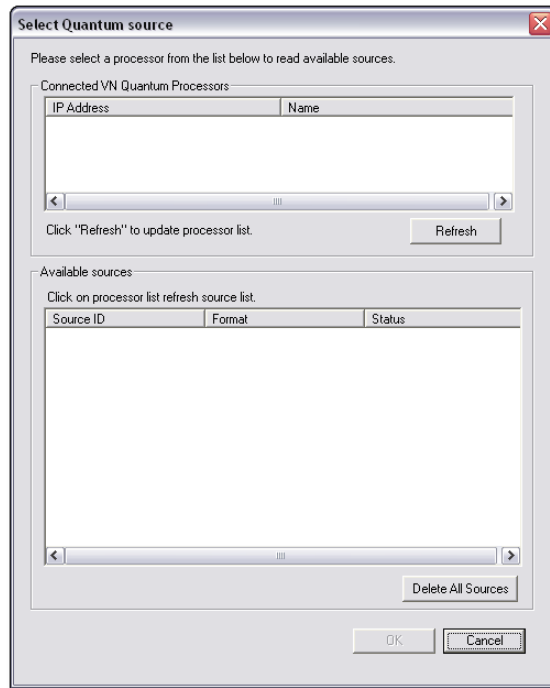 Select Quantum source
Please select a processor from the list below to read available sources.
Connected VN Quantum Processors
IP Address Name
Click "Refresh" to update processor list. Refresh
Available sources
Click on processor list refresh source list.
Source ID Format Status
Delete All Sources
OK Cancel